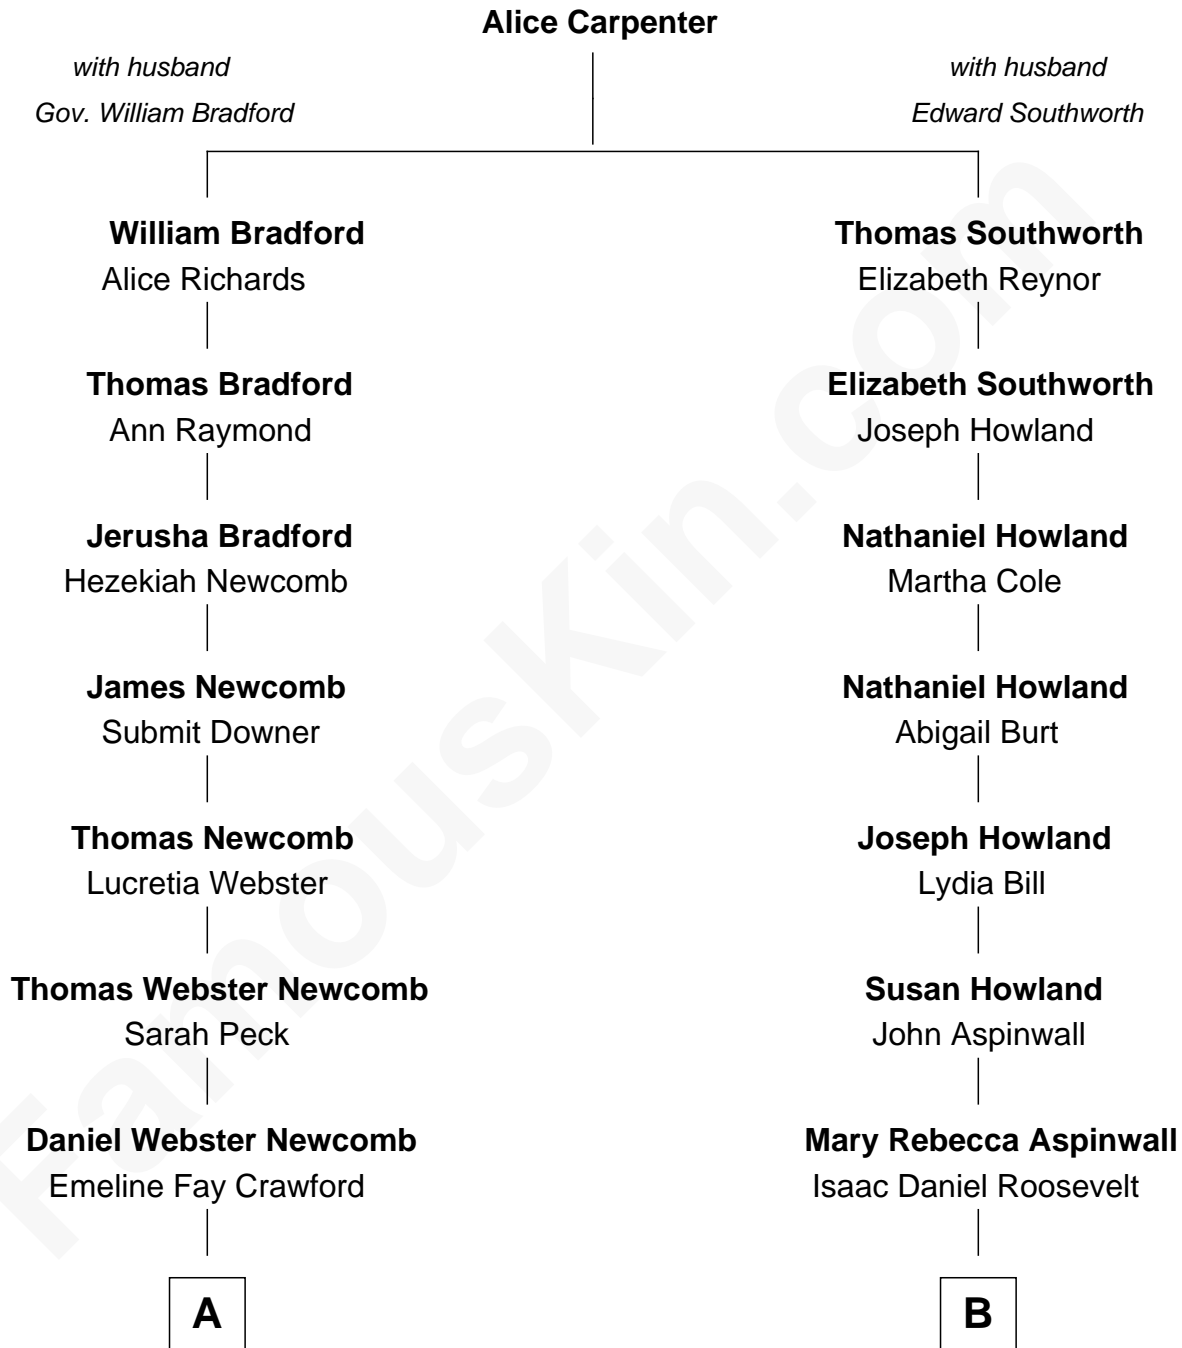 Alice Carpenter
with husband
Gov. William Bradford
with husband
Edward Southworth
William Bradford
Alice Richards
Thomas Southworth
Elizabeth Reynor
Thomas Bradford
Ann Raymond
Elizabeth Southworth
Joseph Howland
Jerusha Bradford
Hezekiah Newcomb
Nathaniel Howland
Martha Cole
James Newcomb
Submit Downer
Nathaniel Howland
Abigail Burt
Thomas Newcomb
Lucretia Webster
Joseph Howland
Lydia Bill
Thomas Webster Newcomb
Sarah Peck
Susan Howland
John Aspinwall
Daniel Webster Newcomb
Emeline Fay Crawford
Mary Rebecca Aspinwall
Isaac Daniel Roosevelt
A
B
FamousKin.com